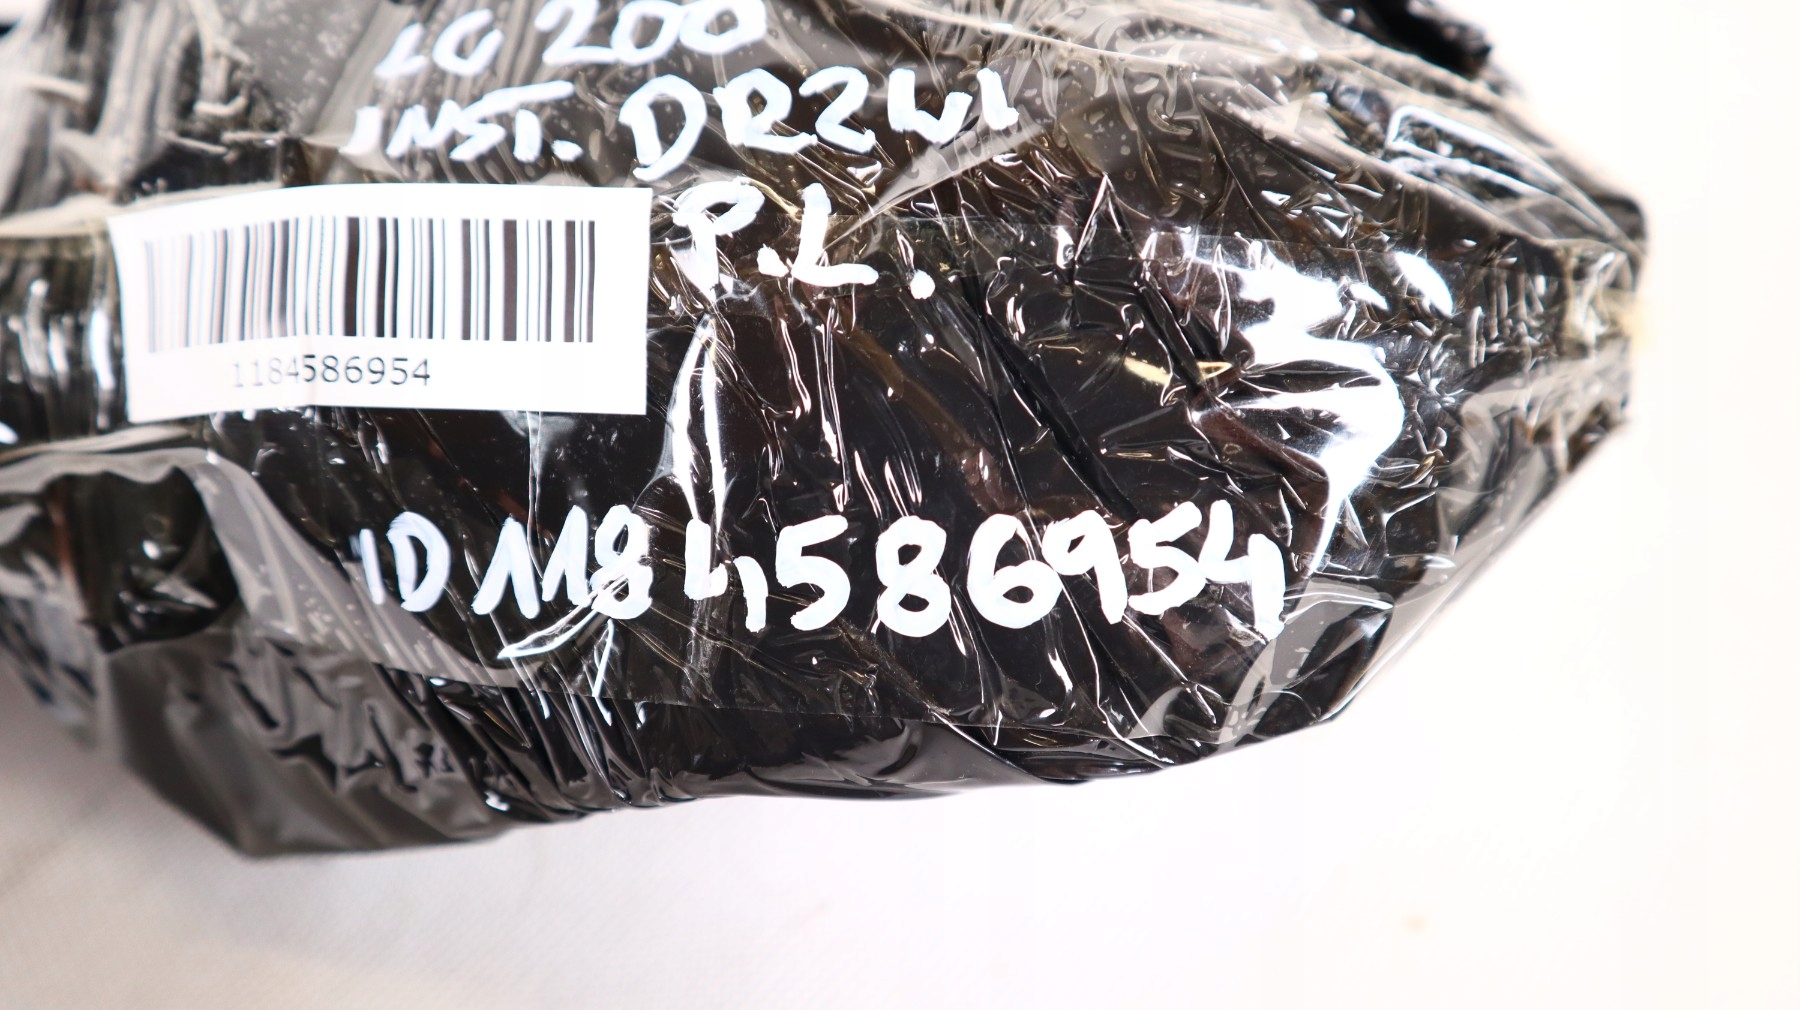 LC 200
INST. DRZWI
P.L.
1184586954
ID 1184586954